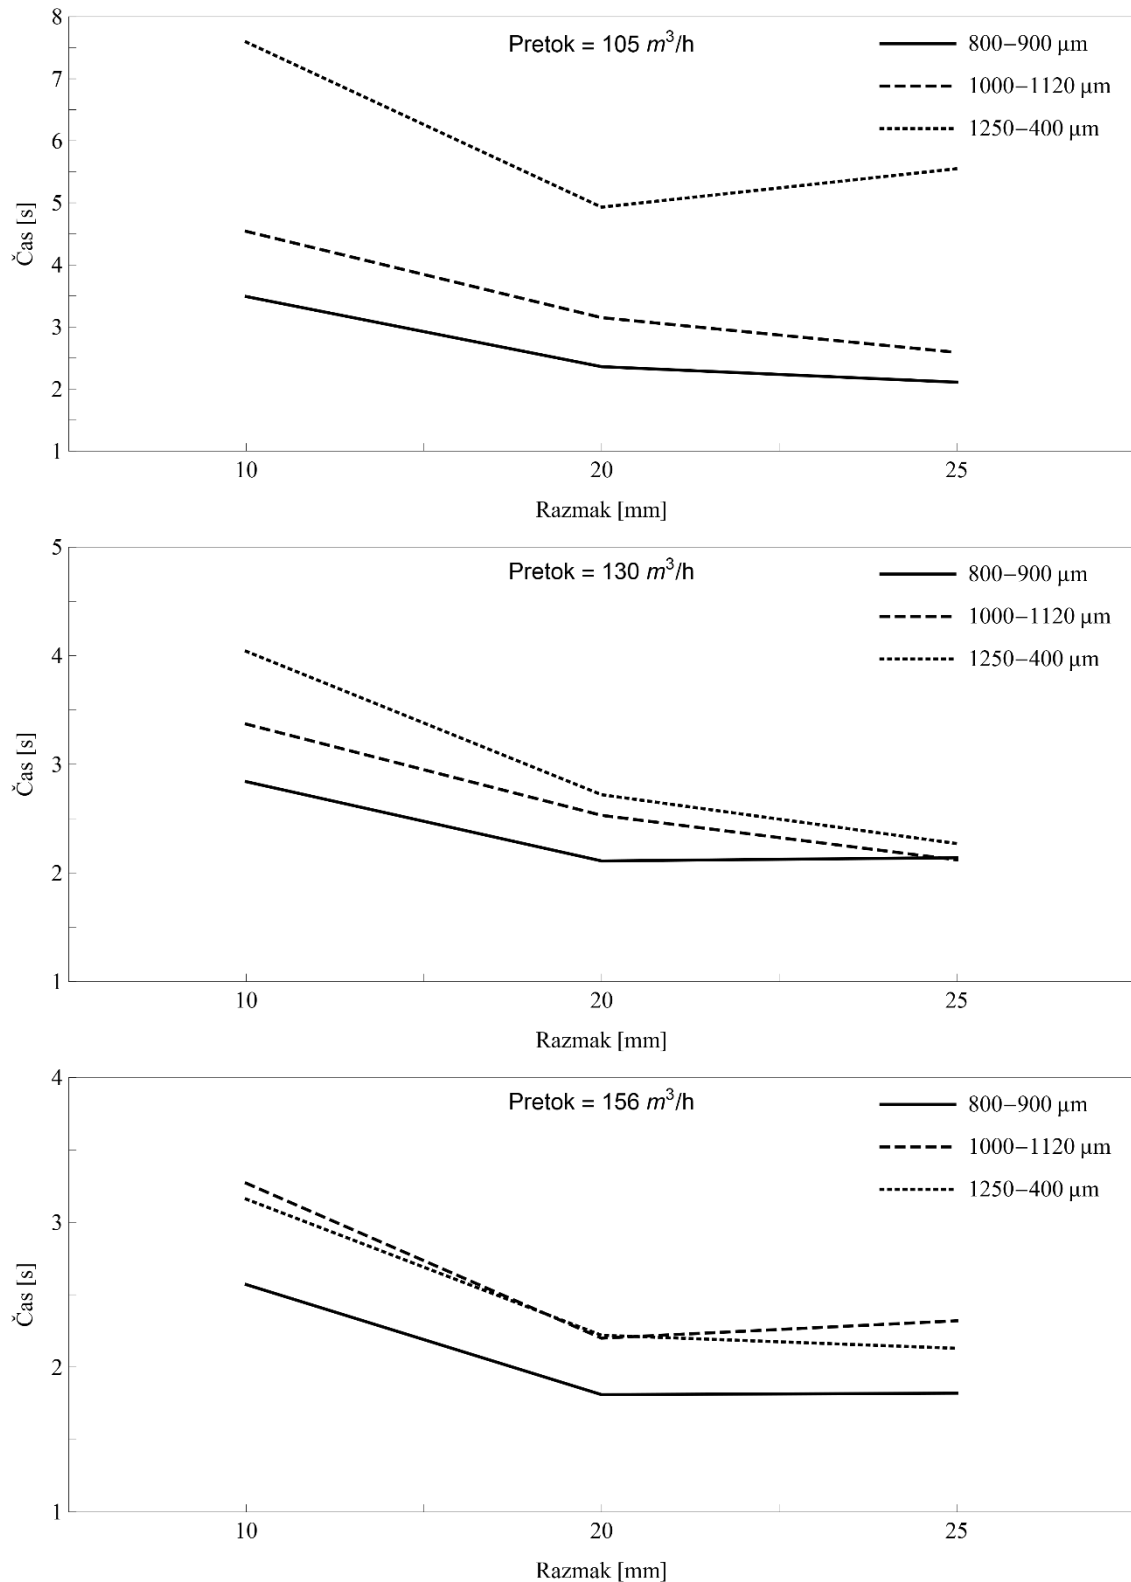 Pretok = 105 m³/h
800–900 μm
1000–1120 μm
1250–400 μm
8
7
6
5
4
3
2
1
Čas [s]
10 20 25
Razmak [mm]
Pretok = 130 m³/h
800–900 μm
1000–1120 μm
1250–400 μm
5
4
3
2
1
Čas [s]
10 20 25
Razmak [mm]
Pretok = 156 m³/h
800–900 μm
1000–1120 μm
1250–400 μm
4
3
2
1
Čas [s]
10 20 25
Razmak [mm]